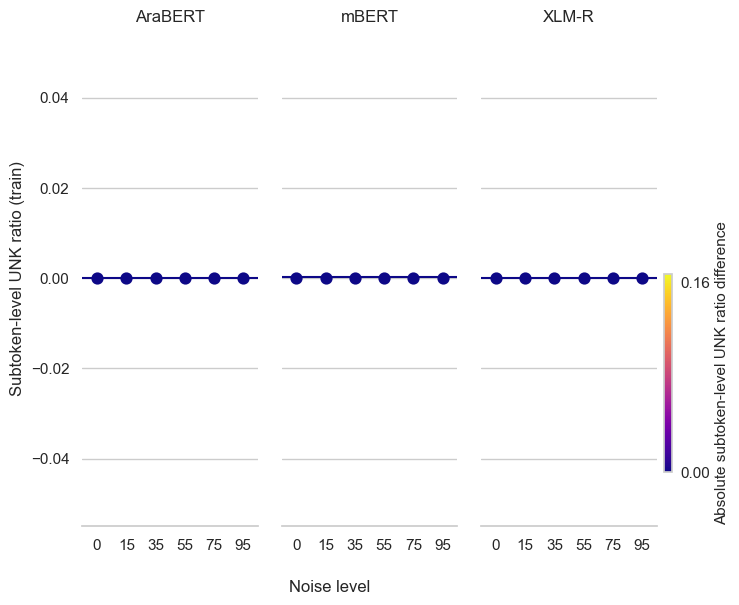 AraBERT mBERT XLM-R
Subtoken-level UNK ratio (train)
0.04
0.02
0.00
−0.02
−0.04
0 15 35 55 75 95 0 15 35 55 75 95 0 15 35 55 75 95
Noise level
0.16
0.00
Absolute subtoken-level UNK ratio difference